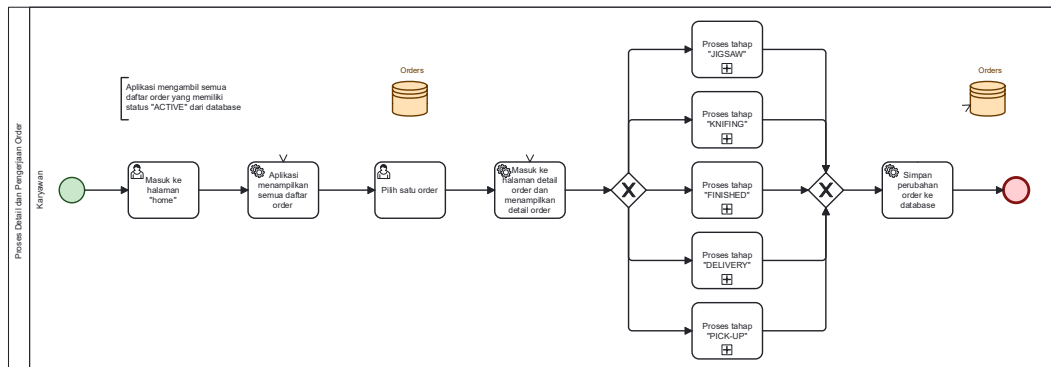 Proses Detail dan Pengerjaan Order
Karyawan
Aplikasi mengambil semua
daftar order yang memiliki
status "ACTIVE" dari database
Orders
Orders
Masuk ke
halaman
"home"
Aplikasi
menampilkan
semua daftar
order
Pilih satu order
Masuk ke
halaman detail
order dan
menampilkan
detail order
Proses tahap
"JIGSAW"
Proses tahap
"KNIFING"
Proses tahap
"FINISHED"
Proses tahap
"DELIVERY"
Proses tahap
"PICK-UP"
Simpan
perubahan
order ke
database